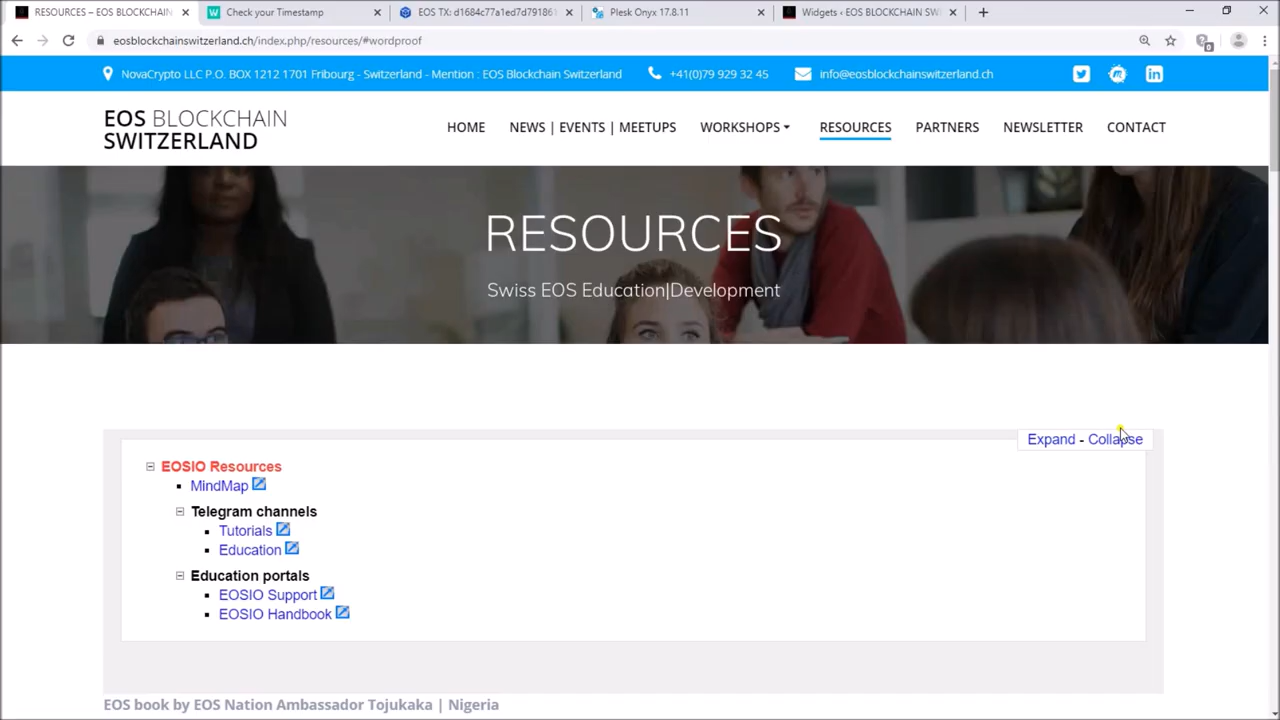 RESOURCES – EOS BLOCKCHAIN
Check your Timestamp
EOS TX: d1684c77a1ed7d79186
Plesk Onyx 17.8.11
Widgets ‹ EOS BLOCKCHAIN SW
eosblockchainswitzerland.ch/index.php/resources/#wordproof
NovaCrypto LLC P.O. BOX 1212 1701 Fribourg - Switzerland - Mention : EOS Blockchain Switzerland
+41(0)79 929 32 45
info@eosblockchainswitzerland.ch
EOS BLOCKCHAIN
SWITZERLAND
HOME NEWS | EVENTS | MEETUPS WORKSHOPS RESOURCES PARTNERS NEWSLETTER CONTACT
RESOURCES
Swiss EOS Education|Development
Expand - Collapse
EOSIO Resources
MindMap
Telegram channels
Tutorials
Education
Education portals
EOSIO Support
EOSIO Handbook
EOS book by EOS Nation Ambassador Tojukaka | Nigeria